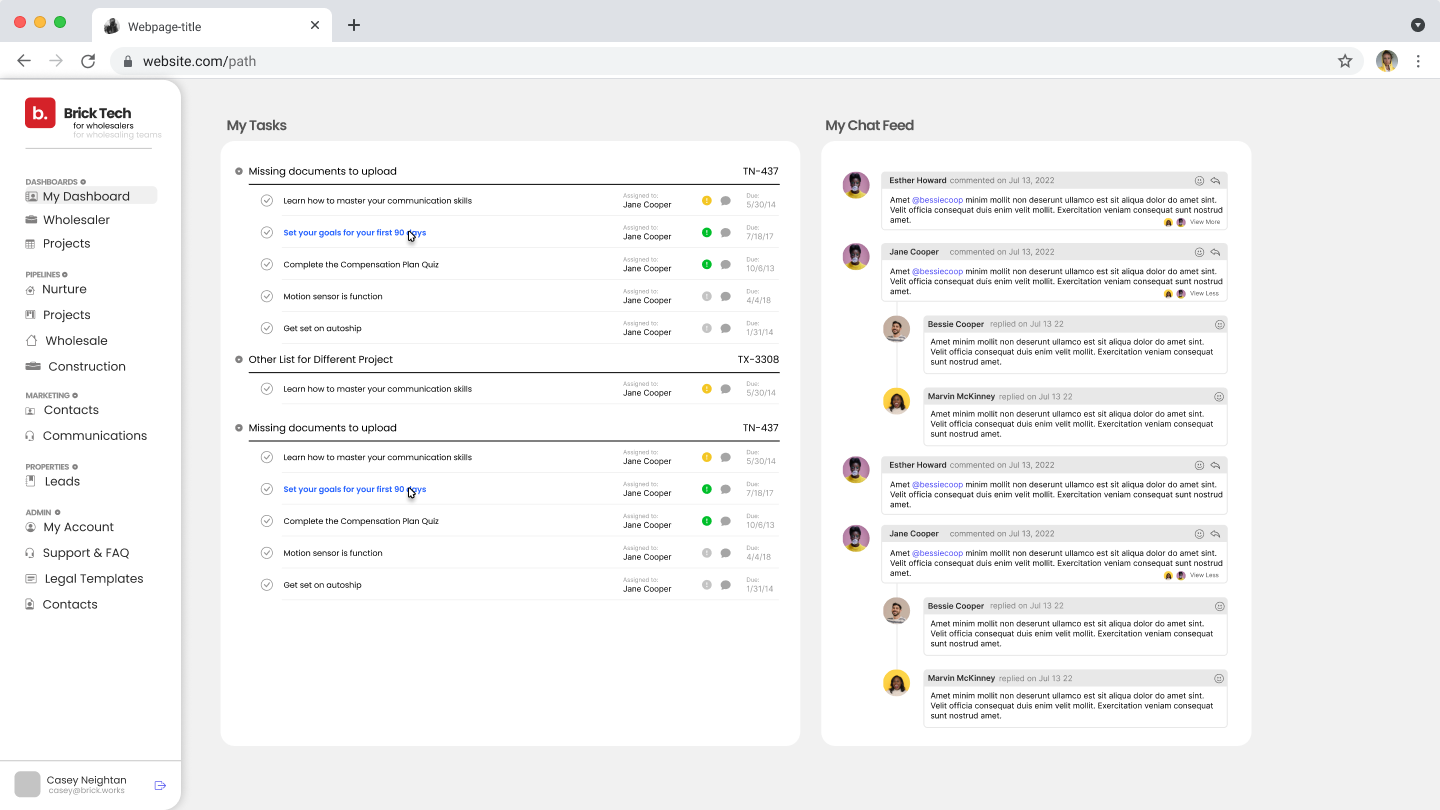 Webpage-title
website.com/path
b.
Brick Tech
for wholesalers
for wholesaling teams
DASHBOARDS
My Dashboard
Wholesaler
Projects
PIPELINES
Nurture
Projects
Wholesale
Construction
MARKETING
Contacts
Communications
PROPERTIES
Leads
ADMIN
My Account
Support & FAQ
Legal Templates
Contacts
Casey Neightan
casey@brick.works
My Tasks
Missing documents to upload TN-437
Learn how to master your communication skills Assigned to: Jane Cooper Due: 5/30/14
Set your goals for your first 90 days Assigned to: Jane Cooper Due: 7/18/17
Complete the Compensation Plan Quiz Assigned to: Jane Cooper Due: 10/6/13
Motion sensor is function Assigned to: Jane Cooper Due: 4/4/18
Get set on autoship Assigned to: Jane Cooper Due: 1/31/14
Other List for Different Project TX-3308
Learn how to master your communication skills Assigned to: Jane Cooper Due: 5/30/14
Missing documents to upload TN-437
Learn how to master your communication skills Assigned to: Jane Cooper Due: 5/30/14
Set your goals for your first 90 days Assigned to: Jane Cooper Due: 7/18/17
Complete the Compensation Plan Quiz Assigned to: Jane Cooper Due: 10/6/13
Motion sensor is function Assigned to: Jane Cooper Due: 4/4/18
Get set on autoship Assigned to: Jane Cooper Due: 1/31/14
My Chat Feed
Esther Howard commented on Jul 13, 2022
Amet @bessiecoop minim mollit non deserunt ullamco est sit aliqua dolor do amet sint.
Velit officia consequat duis enim velit mollit. Exercitation veniam consequat sunt nostrud
amet.
View More
Jane Cooper commented on Jul 13, 2022
Amet @bessiecoop minim mollit non deserunt ullamco est sit aliqua dolor do amet sint.
Velit officia consequat duis enim velit mollit. Exercitation veniam consequat sunt nostrud
amet.
View Less
Bessie Cooper replied on Jul 13 22
Amet minim mollit non deserunt ullamco est sit aliqua dolor do amet sint.
Velit officia consequat duis enim velit mollit. Exercitation veniam consequat
sunt nostrud amet.
Marvin McKinney replied on Jul 13 22
Amet minim mollit non deserunt ullamco est sit aliqua dolor do amet sint.
Velit officia consequat duis enim velit mollit. Exercitation veniam consequat
sunt nostrud amet.
Esther Howard commented on Jul 13, 2022
Amet @bessiecoop minim mollit non deserunt ullamco est sit aliqua dolor do amet sint.
Velit officia consequat duis enim velit mollit. Exercitation veniam consequat sunt nostrud
amet.
Jane Cooper commented on Jul 13, 2022
Amet @bessiecoop minim mollit non deserunt ullamco est sit aliqua dolor do amet sint.
Velit officia consequat duis enim velit mollit. Exercitation veniam consequat sunt nostrud
amet.
View Less
Bessie Cooper replied on Jul 13 22
Amet minim mollit non deserunt ullamco est sit aliqua dolor do amet sint.
Velit officia consequat duis enim velit mollit. Exercitation veniam consequat
sunt nostrud amet.
Marvin McKinney replied on Jul 13 22
Amet minim mollit non deserunt ullamco est sit aliqua dolor do amet sint.
Velit officia consequat duis enim velit mollit. Exercitation veniam consequat
sunt nostrud amet.